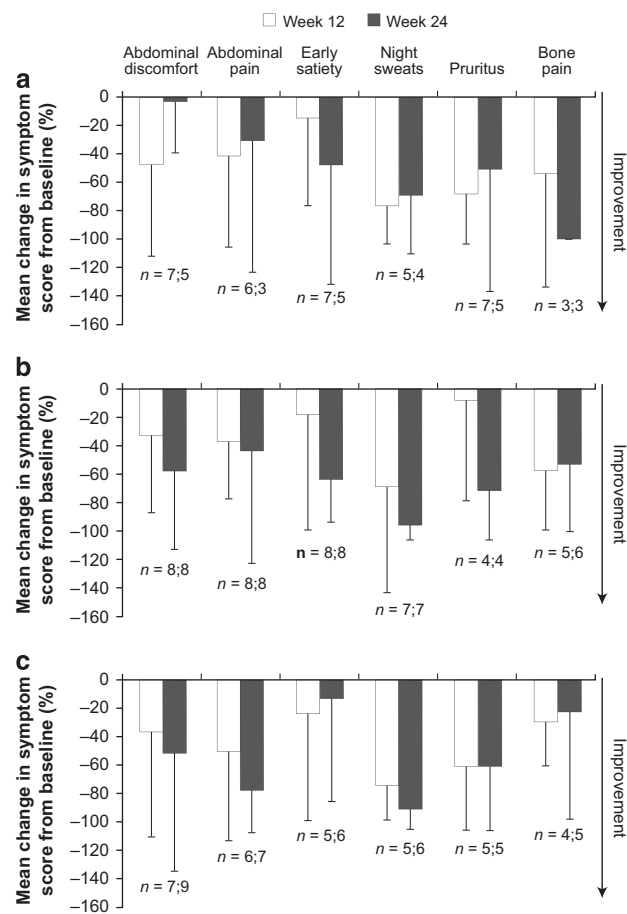 Week 12 Week 24
Abdominal discomfort Abdominal pain Early satiety Night sweats Pruritus Bone pain
a
Mean change in symptom score from baseline (%)
0
–20
–40
–60
–80
–100
–120
–140
–160
n = 7;5
n = 6;3
n = 7;5
n = 5;4
n = 7;5
n = 3;3
Improvement
b
Mean change in symptom score from baseline (%)
0
–20
–40
–60
–80
–100
–120
–140
–160
n = 8;8
n = 8;8
n = 8;8
n = 7;7
n = 4;4
n = 5;6
Improvement
c
Mean change in symptom score from baseline (%)
0
–20
–40
–60
–80
–100
–120
–140
–160
n = 7;9
n = 6;7
n = 5;6
n = 5;6
n = 5;5
n = 4;5
Improvement